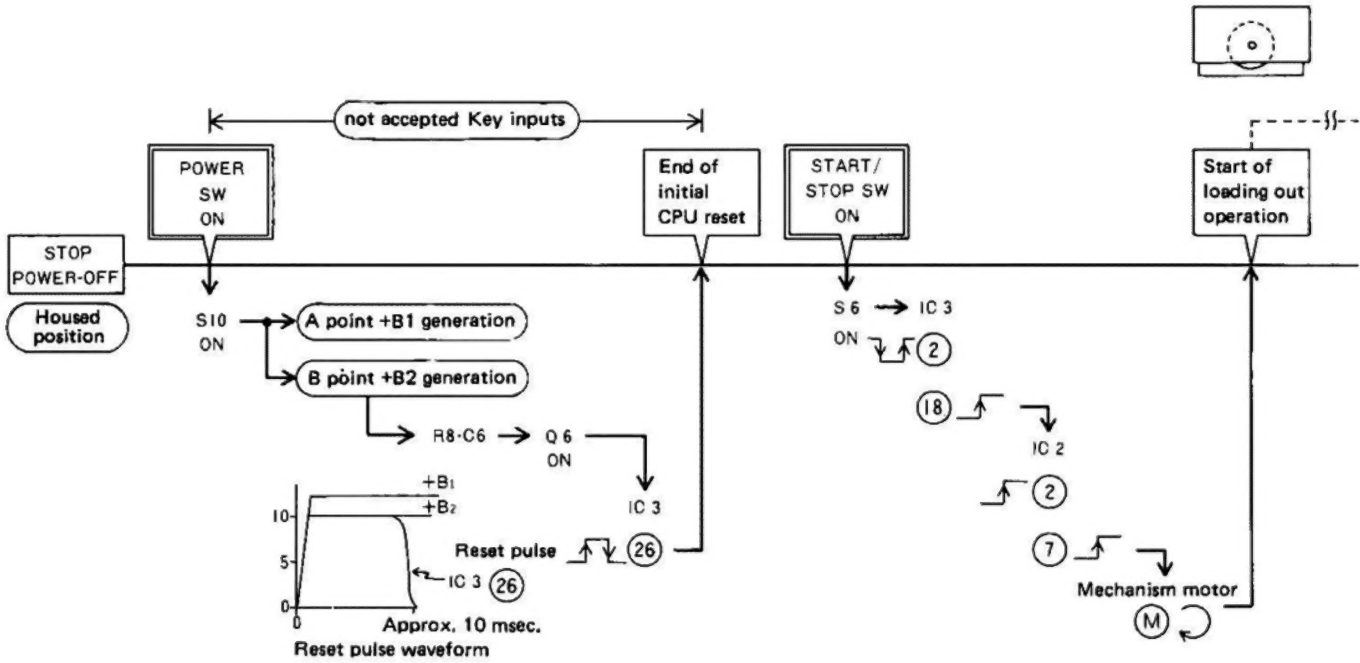 not accepted Key inputs
POWER
SW
ON
End of
initial
CPU reset
START/
STOP SW
ON
Start of
loading out
operation
STOP
POWER-OFF
Housed
position
S10
ON
A point +B1 generation
B point +B2 generation
R8·C6
Q6
ON
IC 3
Reset pulse
26
+B1
+B2
10
5
0
0
IC 3 26
Approx. 10 msec.
Reset pulse waveform
S6
ON
IC 3
2
18
IC 2
2
7
Mechanism motor
M